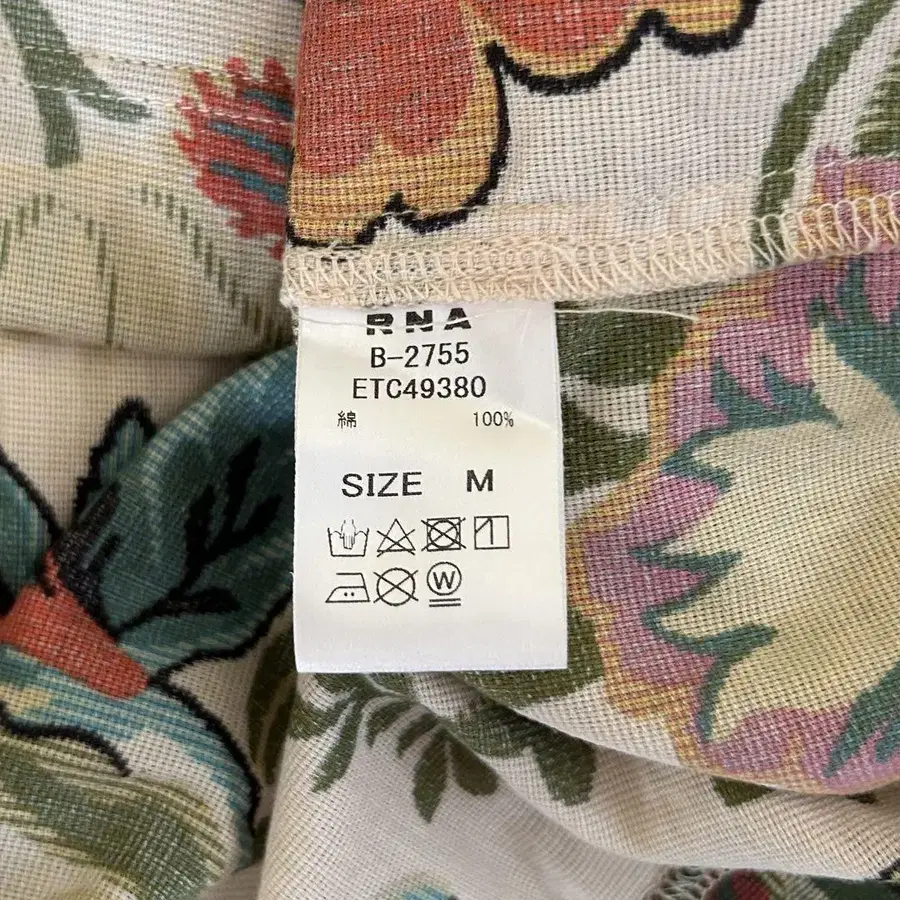 RNA
B-2755
ETC49380
綿 100%
SIZE M
W